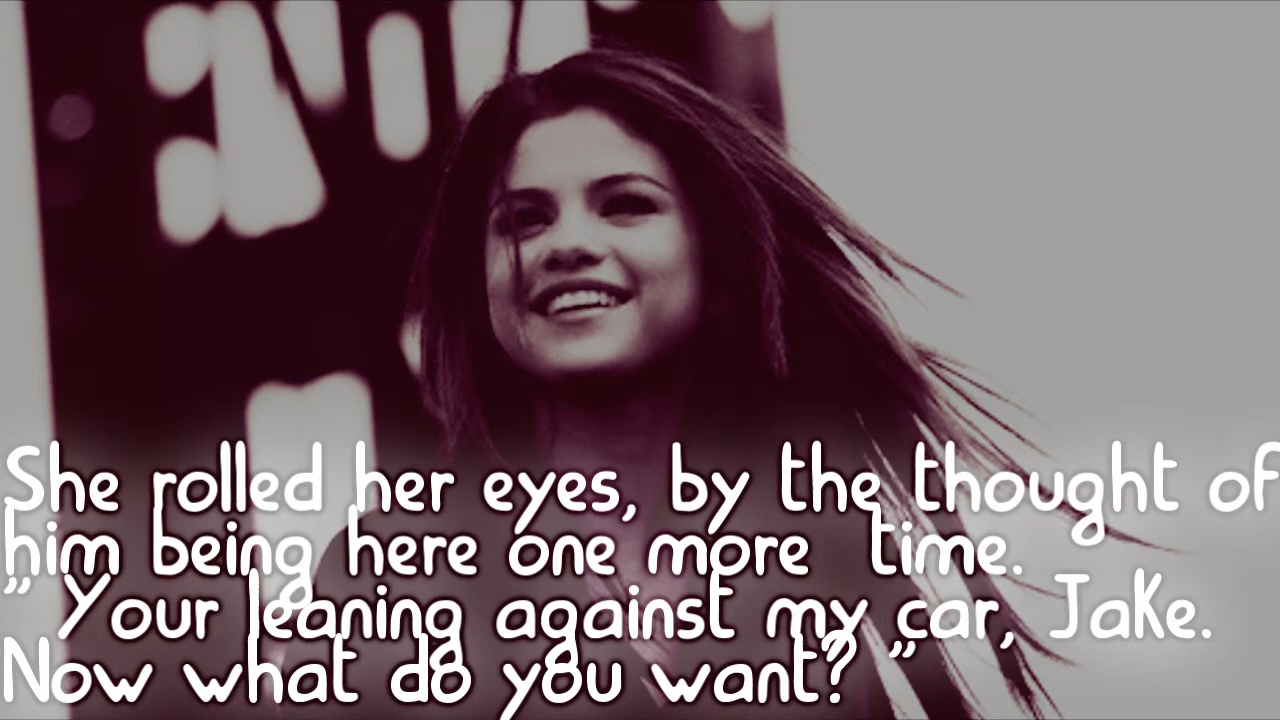 She rolled her eyes, by the thought of
him being here one more time.
" Your leaning against my car, Jake.
Now what do you want? "